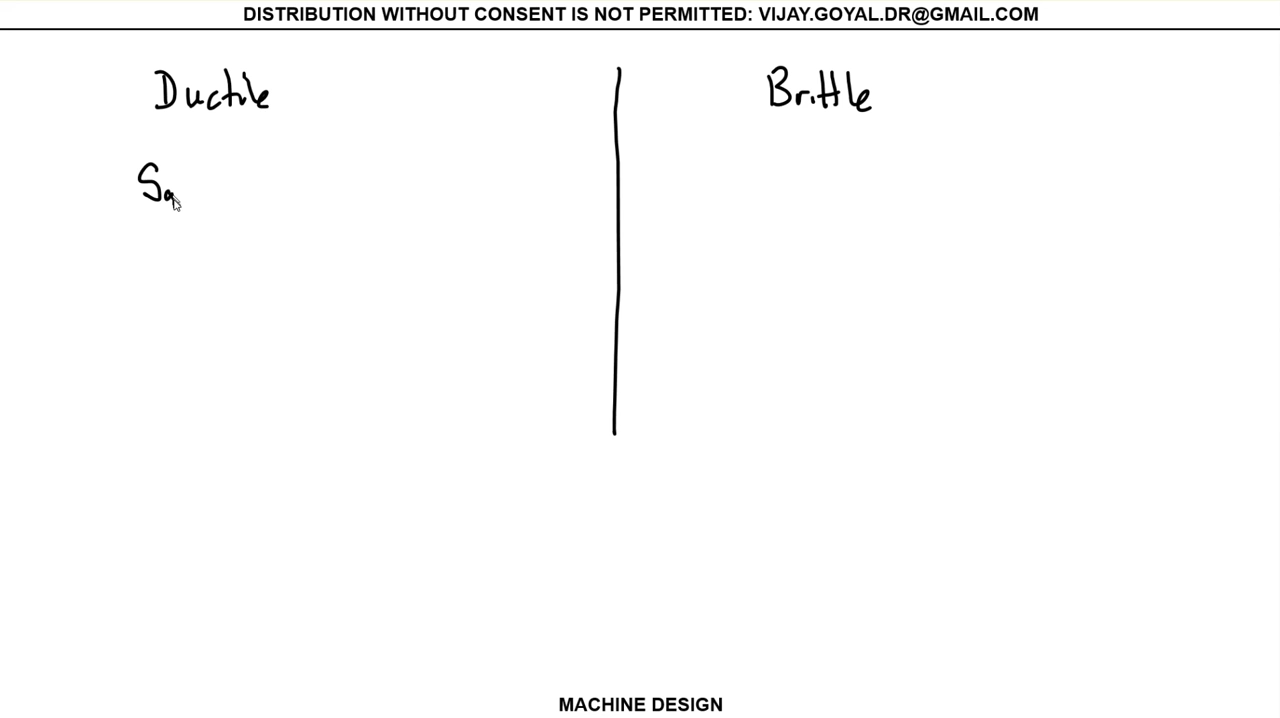 DISTRIBUTION WITHOUT CONSENT IS NOT PERMITTED: VIJAY.GOYAL.DR@GMAIL.COM
Ductile
Brittle
MACHINE DESIGN